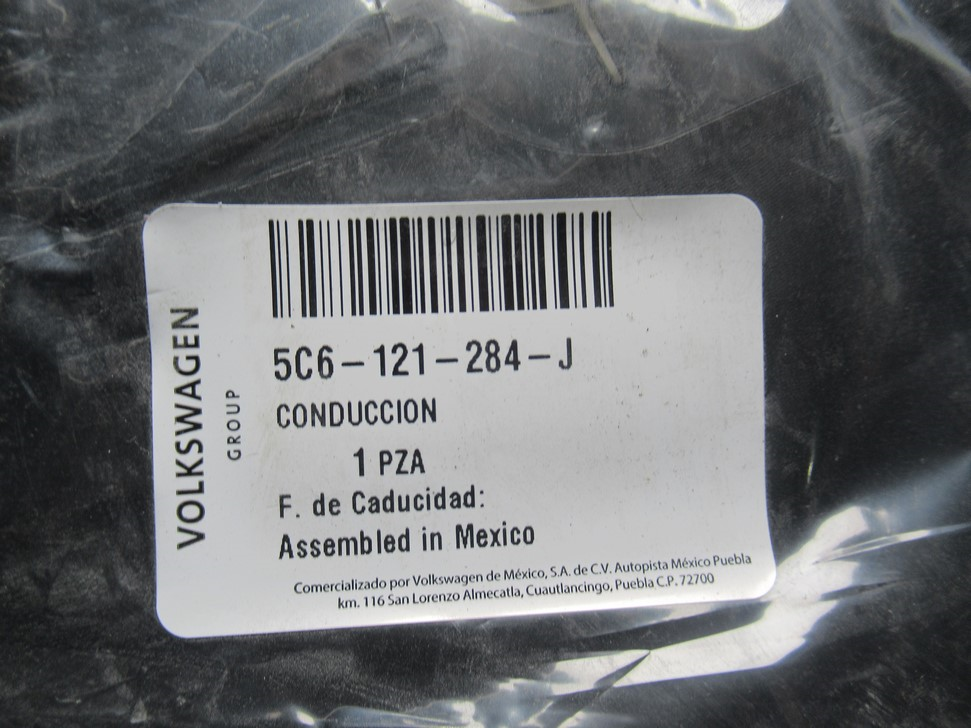 VOLKSWAGEN
GROUP
5C6-121-284-J
CONDUCCION
1 PZA
F. de Caducidad:
Assembled in Mexico
Comercializado por Volkswagen de México, S.A. de C.V. Autopista México Puebla
km. 116 San Lorenzo Almecatla, Cuautlancingo, Puebla C.P. 72700